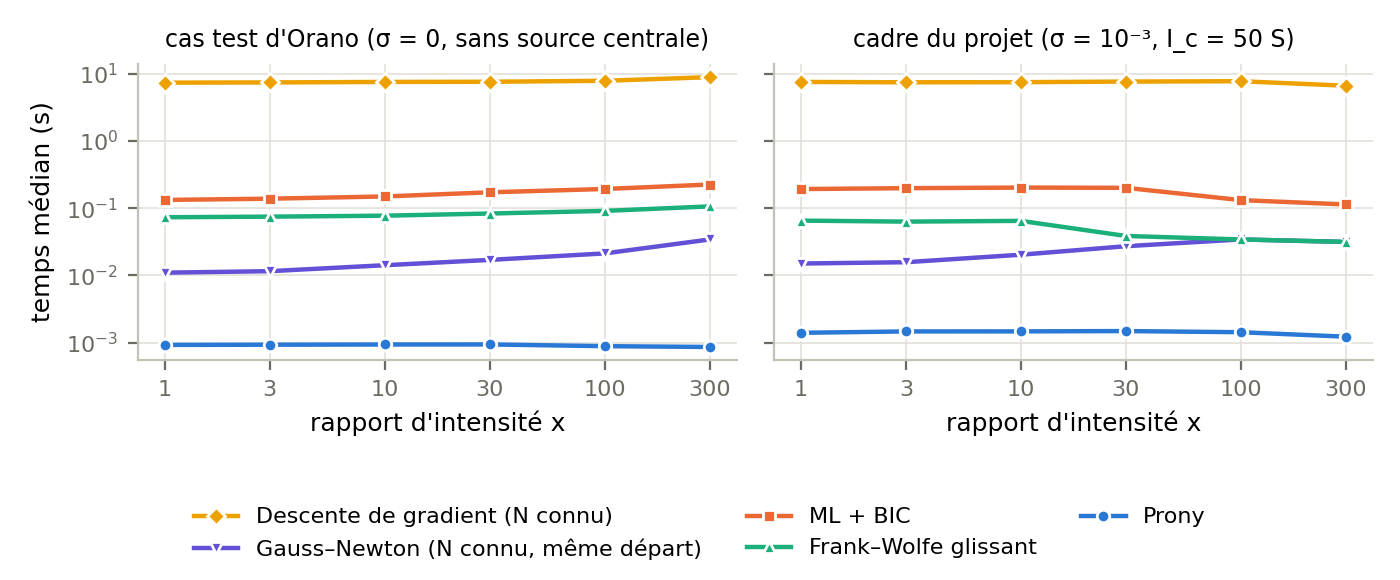 cas test d'Orano (σ = 0, sans source centrale)
cadre du projet (σ = 10⁻³, I_c = 50 S)
temps médian (s)
10¹
10⁰
10⁻¹
10⁻²
10⁻³
1 3 10 30 100 300
1 3 10 30 100 300
rapport d'intensité x
rapport d'intensité x
Descente de gradient (N connu)
Gauss–Newton (N connu, même départ)
ML + BIC
Frank–Wolfe glissant
Prony